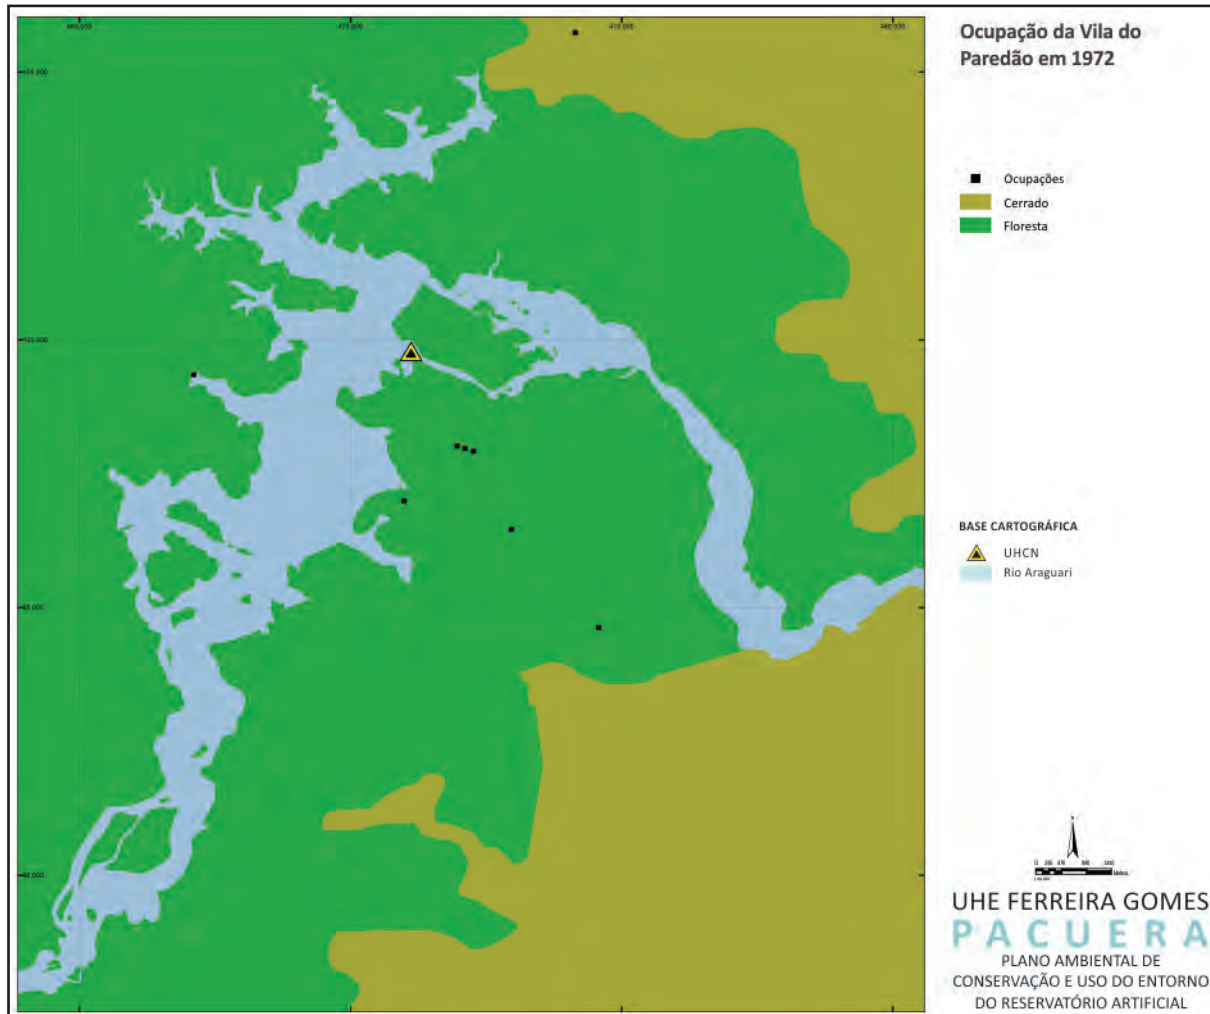 Ocupação da Vila do
Paredão em 1972
Ocupações
Cerrado
Floresta
BASE CARTOGRÁFICA
UHCN
Rio Araguari
N
Metros
UHE FERREIRA GOMES
PACUERA
PLANO AMBIENTAL DE
CONSERVAÇÃO E USO DO ENTORNO
DO RESERVATÓRIO ARTIFICIAL